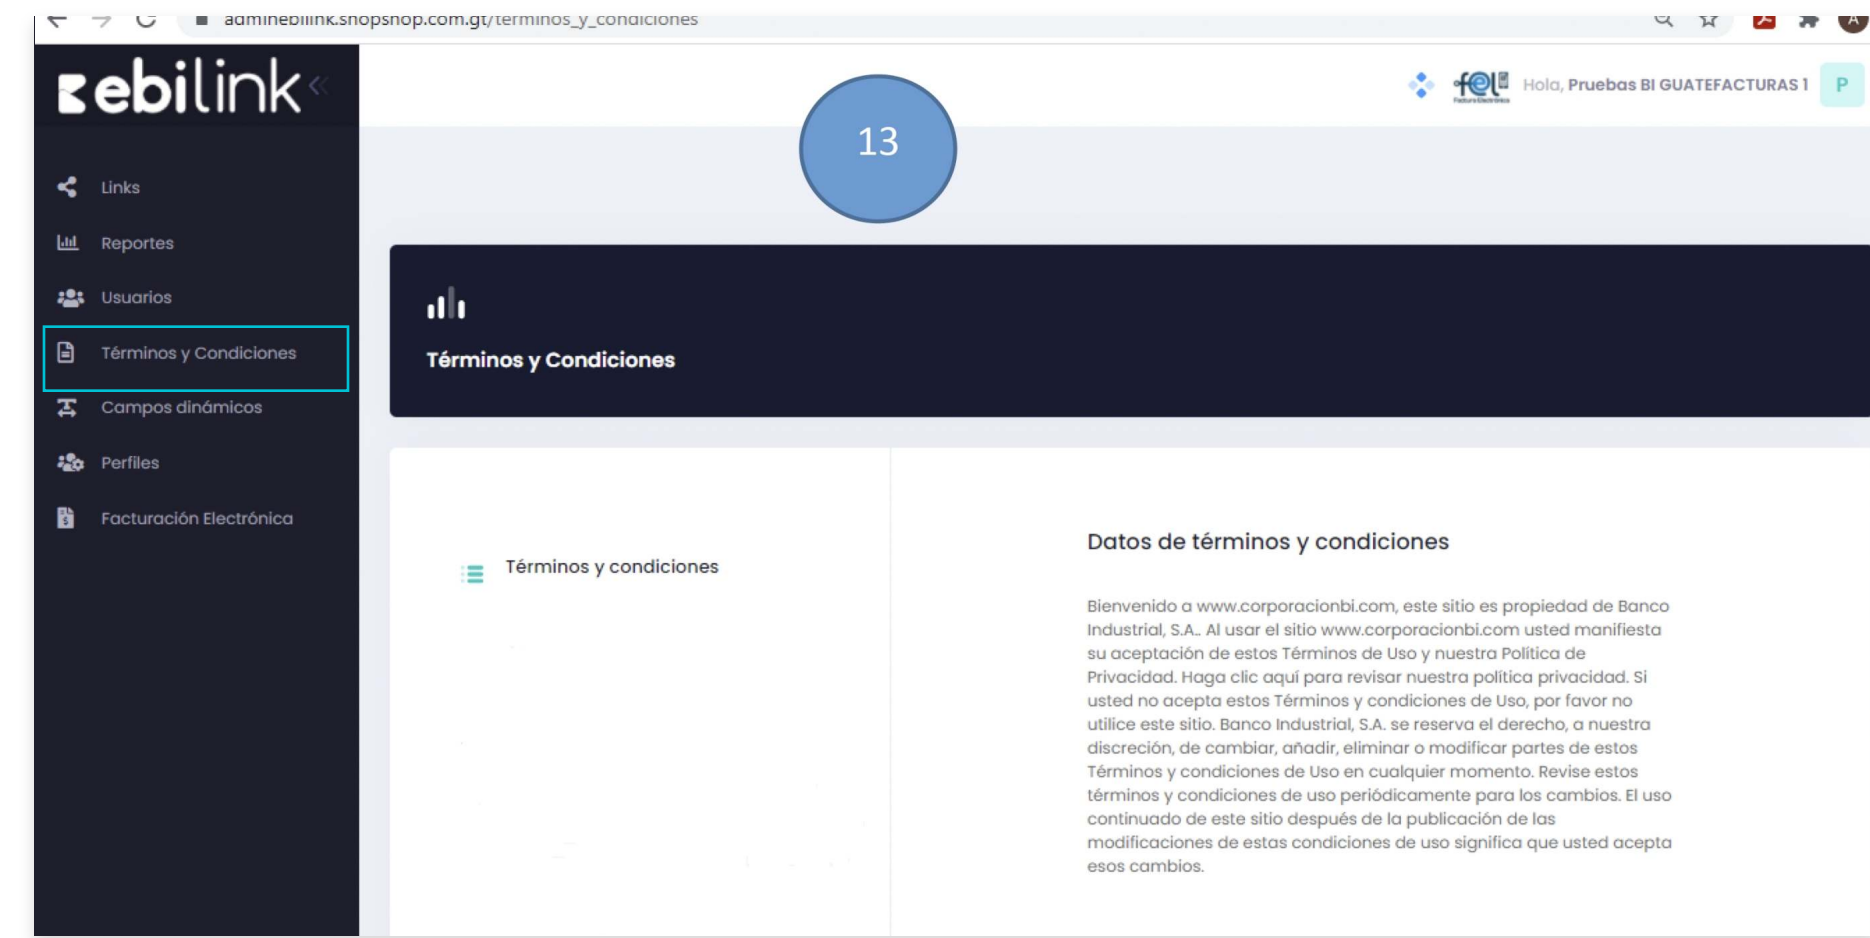 adminebilink.shopshop.com.gt/terminos_y_condiciones
A
ebilink
fel
Hola, Pruebas BI GUATEFACTURAS 1
P
13
Links
Reportes
Usuarios
Términos y Condiciones
Campos dinámicos
Perfiles
Facturación Electrónica
Términos y Condiciones
Términos y condiciones
Datos de términos y condiciones
Bienvenido a www.corporacionbi.com, este sitio es propiedad de Banco
Industrial, S.A.. Al usar el sitio www.corporacionbi.com usted manifiesta
su aceptación de estos Términos de Uso y nuestra Política de
Privacidad. Haga clic aquí para revisar nuestra política privacidad. Si
usted no acepta estos Términos y condiciones de Uso, por favor no
utilice este sitio. Banco Industrial, S.A. se reserva el derecho, a nuestra
discreción, de cambiar, añadir, eliminar o modificar partes de estos
Términos y condiciones de Uso en cualquier momento. Revise estos
términos y condiciones de uso periódicamente para los cambios. El uso
continuado de este sitio después de la publicación de las
modificaciones de estas condiciones de uso significa que usted acepta
esos cambios.